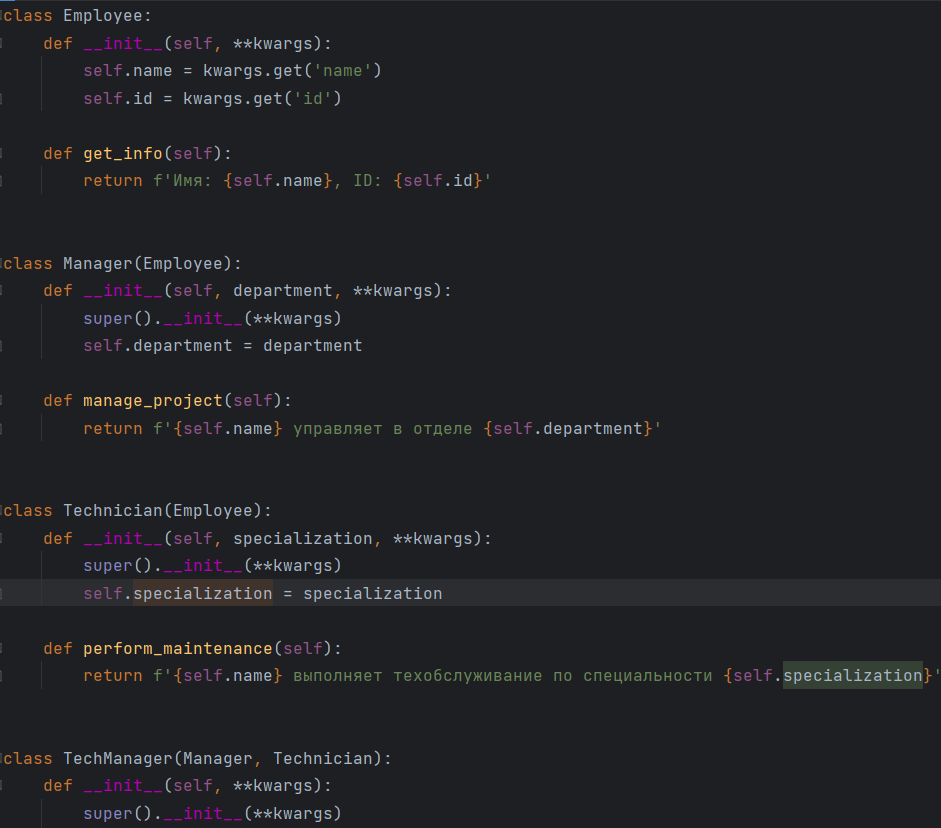 class Employee:
    def __init__(self, **kwargs):
        self.name = kwargs.get('name')
        self.id = kwargs.get('id')
    def get_info(self):
        return f'Имя: {self.name}, ID: {self.id}'
class Manager(Employee):
    def __init__(self, department, **kwargs):
        super().__init__(**kwargs)
        self.department = department
    def manage_project(self):
        return f'{self.name} управляет в отделе {self.department}'
class Technician(Employee):
    def __init__(self, specialization, **kwargs):
        super().__init__(**kwargs)
        self.specialization = specialization
    def perform_maintenance(self):
        return f'{self.name} выполняет техобслуживание по специальности {self.specialization}'
class TechManager(Manager, Technician):
    def __init__(self, **kwargs):
        super().__init__(**kwargs)